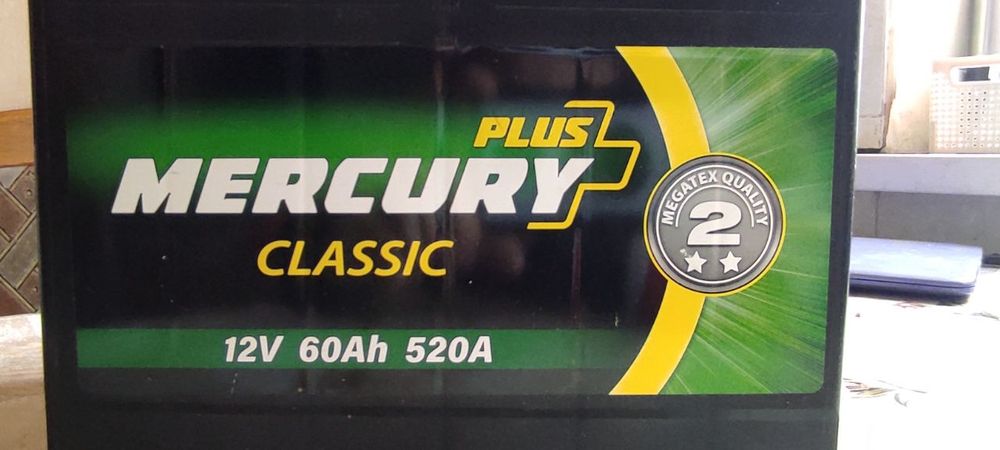 PLUS
MERCURY
CLASSIC
12V 60Ah 520A
MEGATEX QUALITY
2